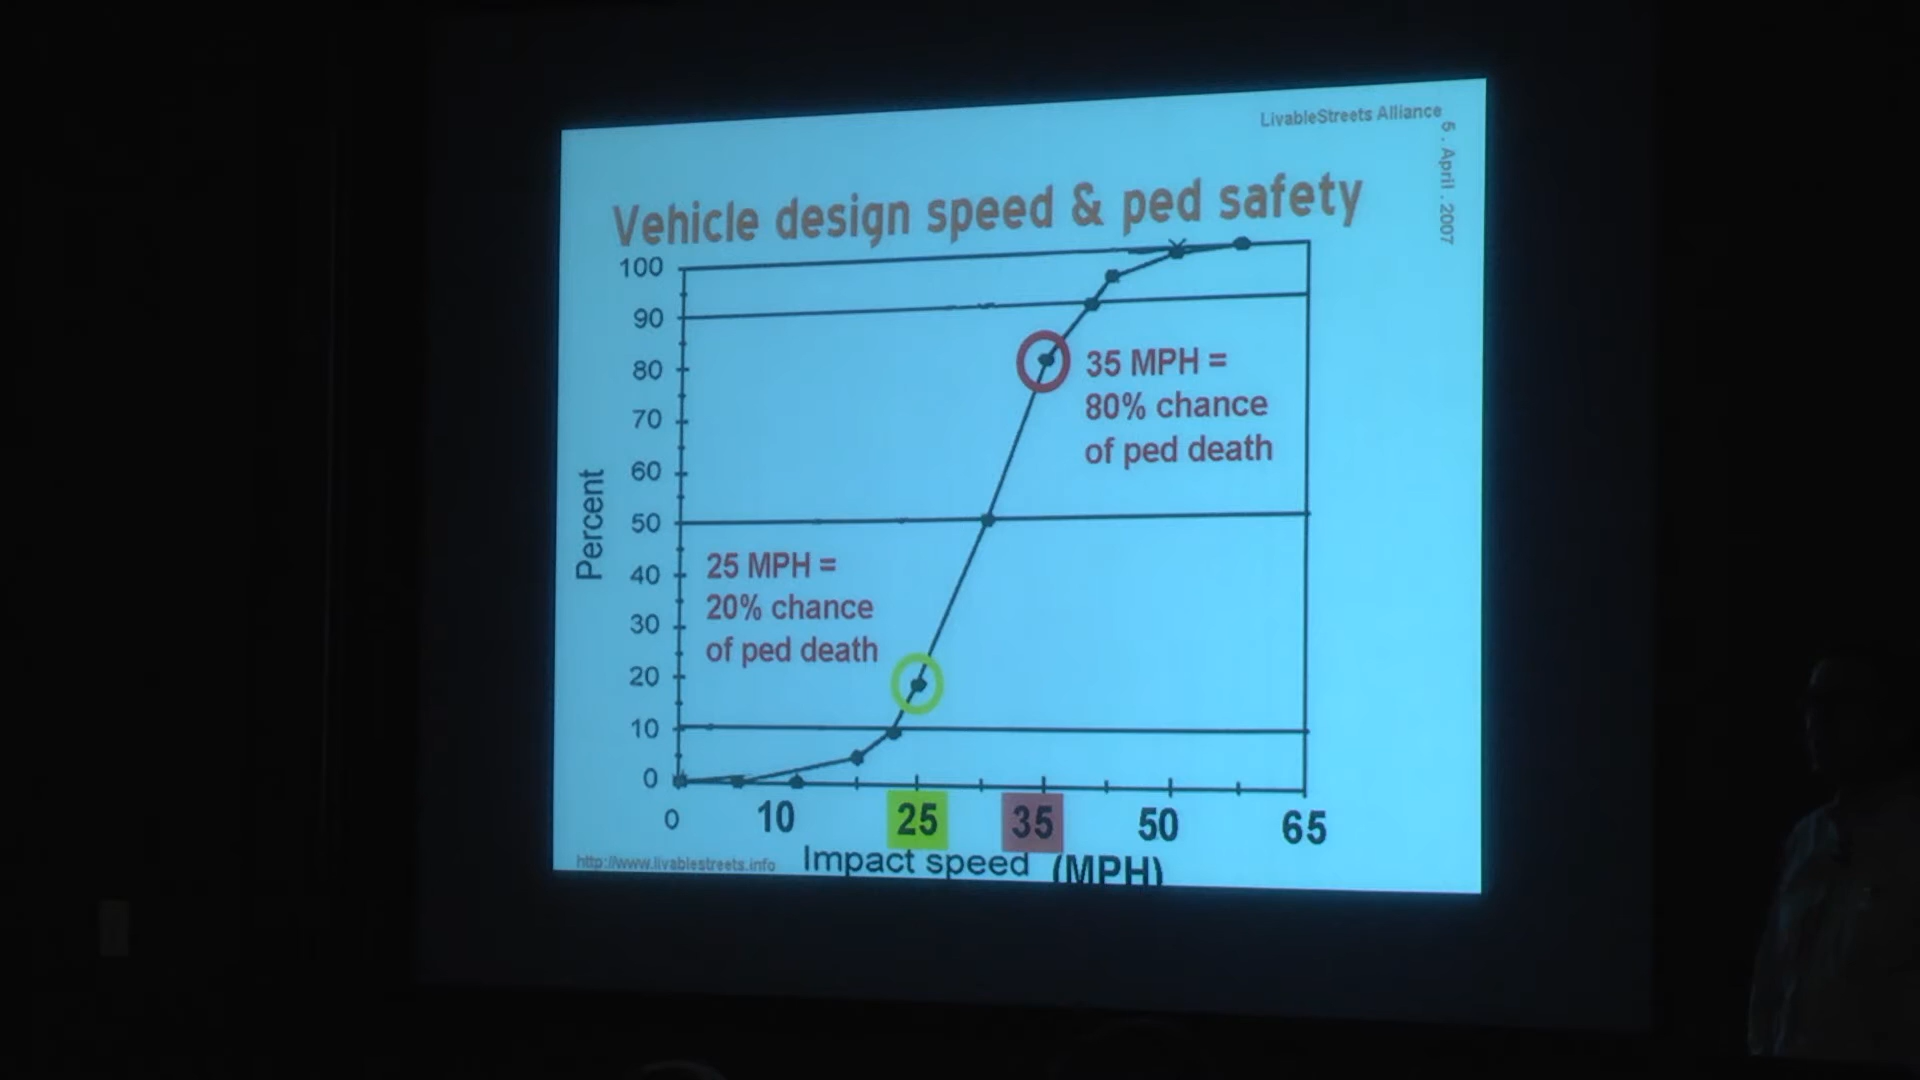 LivableStreets Alliance
5 . April . 2007
Vehicle design speed & ped safety
100
90
80
70
60
50
40
30
20
10
0
Percent
35 MPH =
80% chance
of ped death
25 MPH =
20% chance
of ped death
0 10 25 35 50 65
Impact speed (MPH)
http://www.livablestreets.info